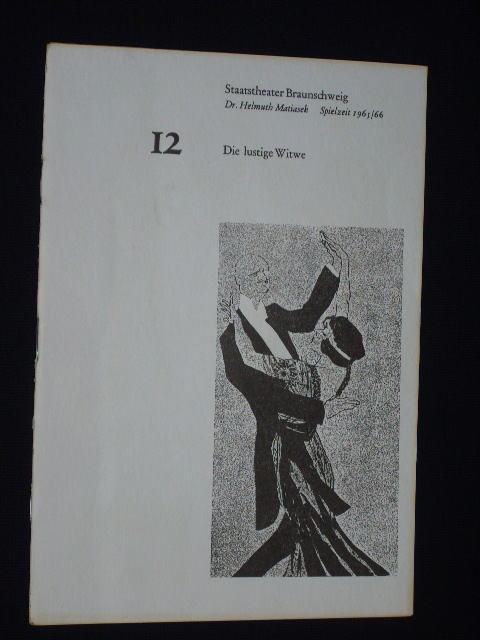 Staatstheater Braunschweig
Dr. Helmuth Matiasek Spielzeit 1965/66
12
Die lustige Witwe